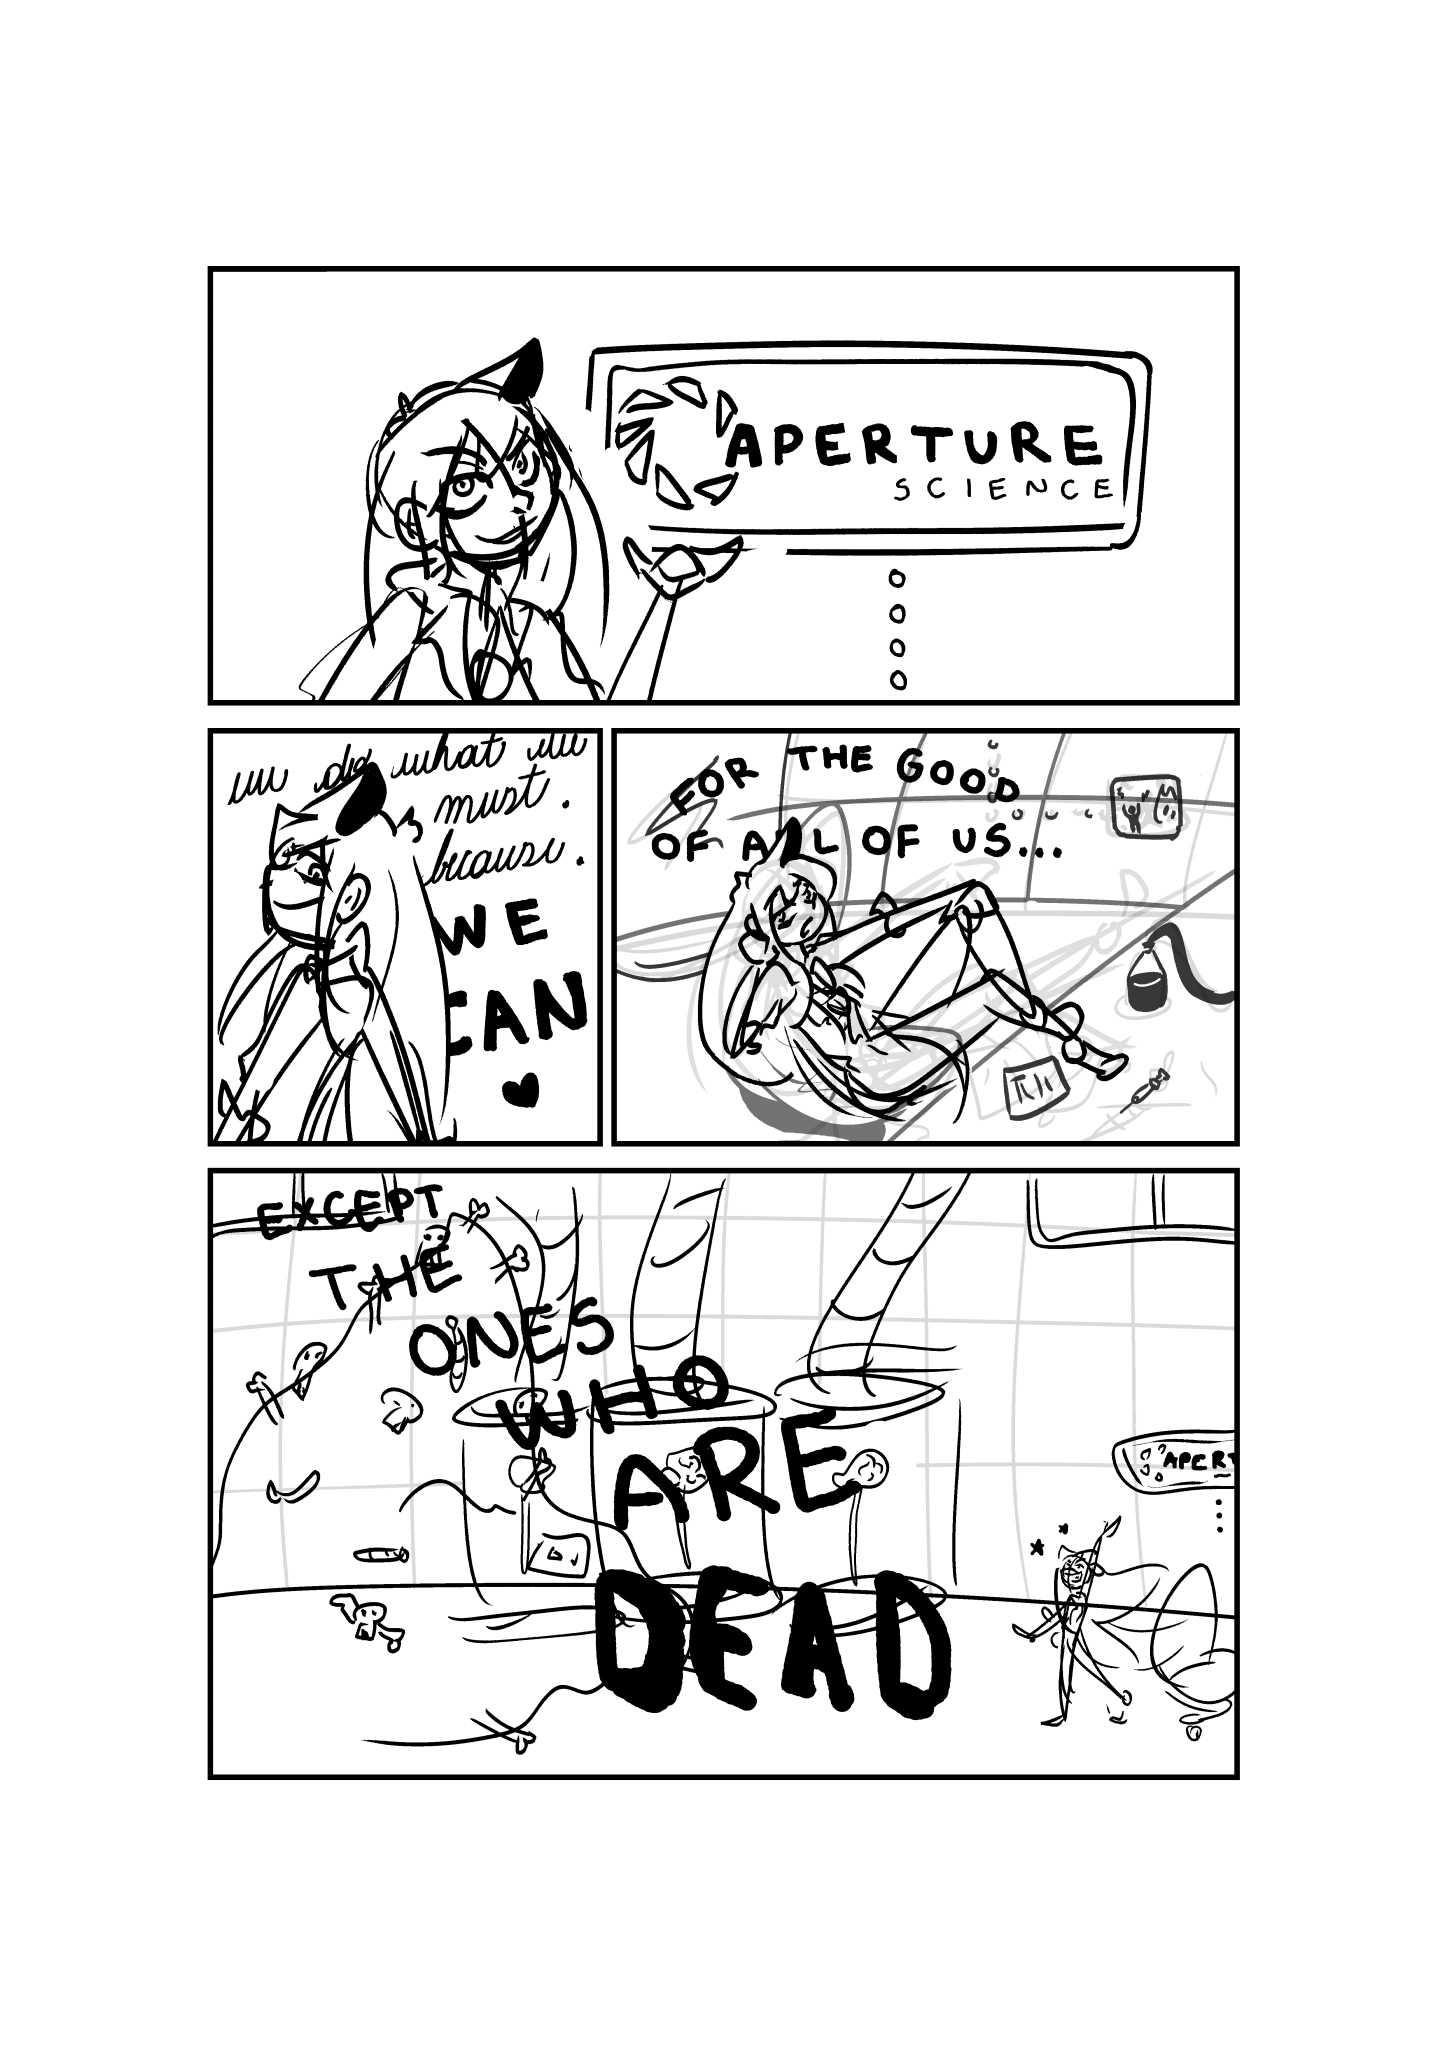 APERTURE
SCIENCE
we did what we
must.
because.
WE
CAN
FOR THE GOOD
OF ALL OF US...
EXCEPT
THE
ONES
WHO
ARE
DEAD
APERT